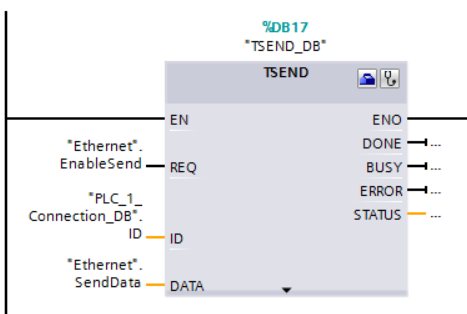 %DB17
"TSEND_DB"
TSEND
EN ENO
"Ethernet". DONE ...
EnableSend REQ BUSY ...
"PLC_1_ ERROR ...
Connection_DB". STATUS ...
ID ID
"Ethernet".
SendData DATA